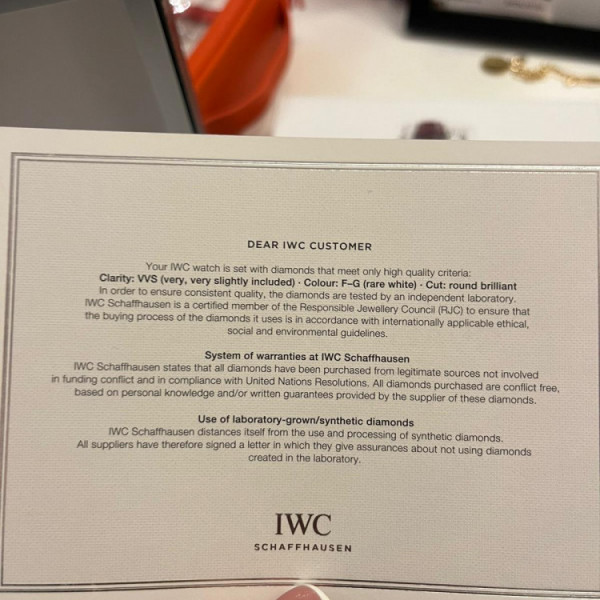 DEAR IWC CUSTOMER
Your IWC watch is set with diamonds that meet only high quality criteria:
Clarity: VVS (very, very slightly included) · Colour: F–G (rare white) · Cut: round brilliant
In order to ensure consistent quality, the diamonds are tested by an independent laboratory.
IWC Schaffhausen is a certified member of the Responsible Jewellery Council (RJC) to ensure that
the buying process of the diamonds it uses is in accordance with internationally applicable ethical,
social and environmental guidelines.
System of warranties at IWC Schaffhausen
IWC Schaffhausen states that all diamonds have been purchased from legitimate sources not involved
in funding conflict and in compliance with United Nations Resolutions. All diamonds purchased are conflict free,
based on personal knowledge and/or written guarantees provided by the supplier of these diamonds.
Use of laboratory-grown/synthetic diamonds
IWC Schaffhausen distances itself from the use and processing of synthetic diamonds.
All suppliers have therefore signed a letter in which they give assurances about not using diamonds
created in the laboratory.
IWC
SCHAFFHAUSEN